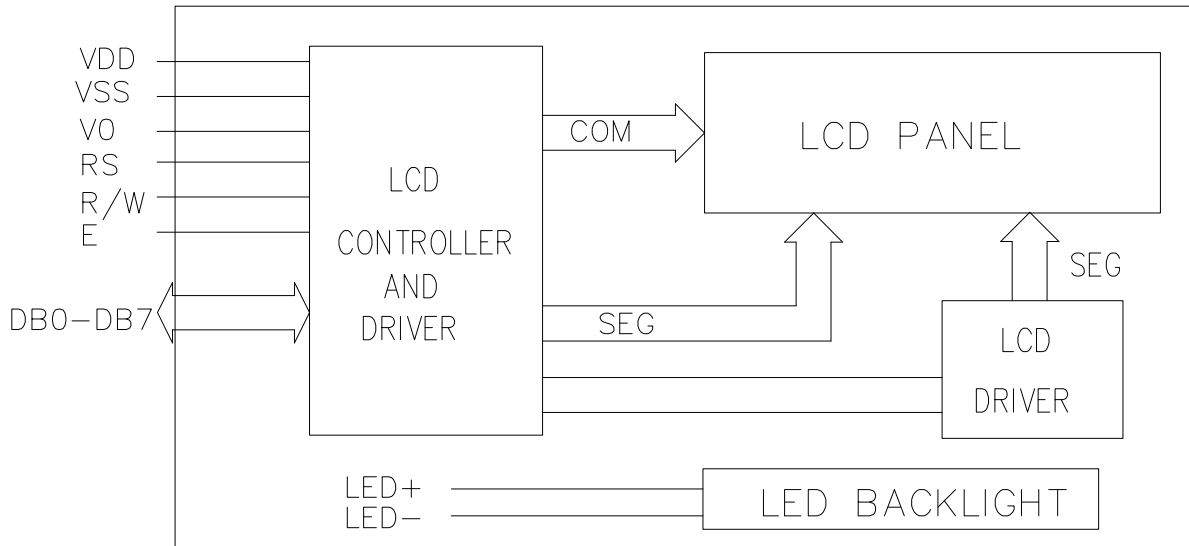 VDD
VSS
VO
RS
R/W
E
DB0-DB7
LCD
CONTROLLER
AND
DRIVER
COM
LCD PANEL
SEG
SEG
LCD
DRIVER
LED+
LED-
LED BACKLIGHT